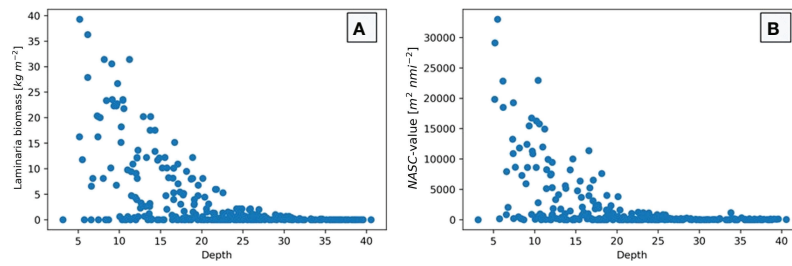 A
Laminaria biomass [kg m⁻²]
40
35
30
25
20
15
10
5
0
5 10 15 20 25 30 35 40
Depth
B
NASC-value [m² nmi⁻²]
30000
25000
20000
15000
10000
5000
0
5 10 15 20 25 30 35 40
Depth